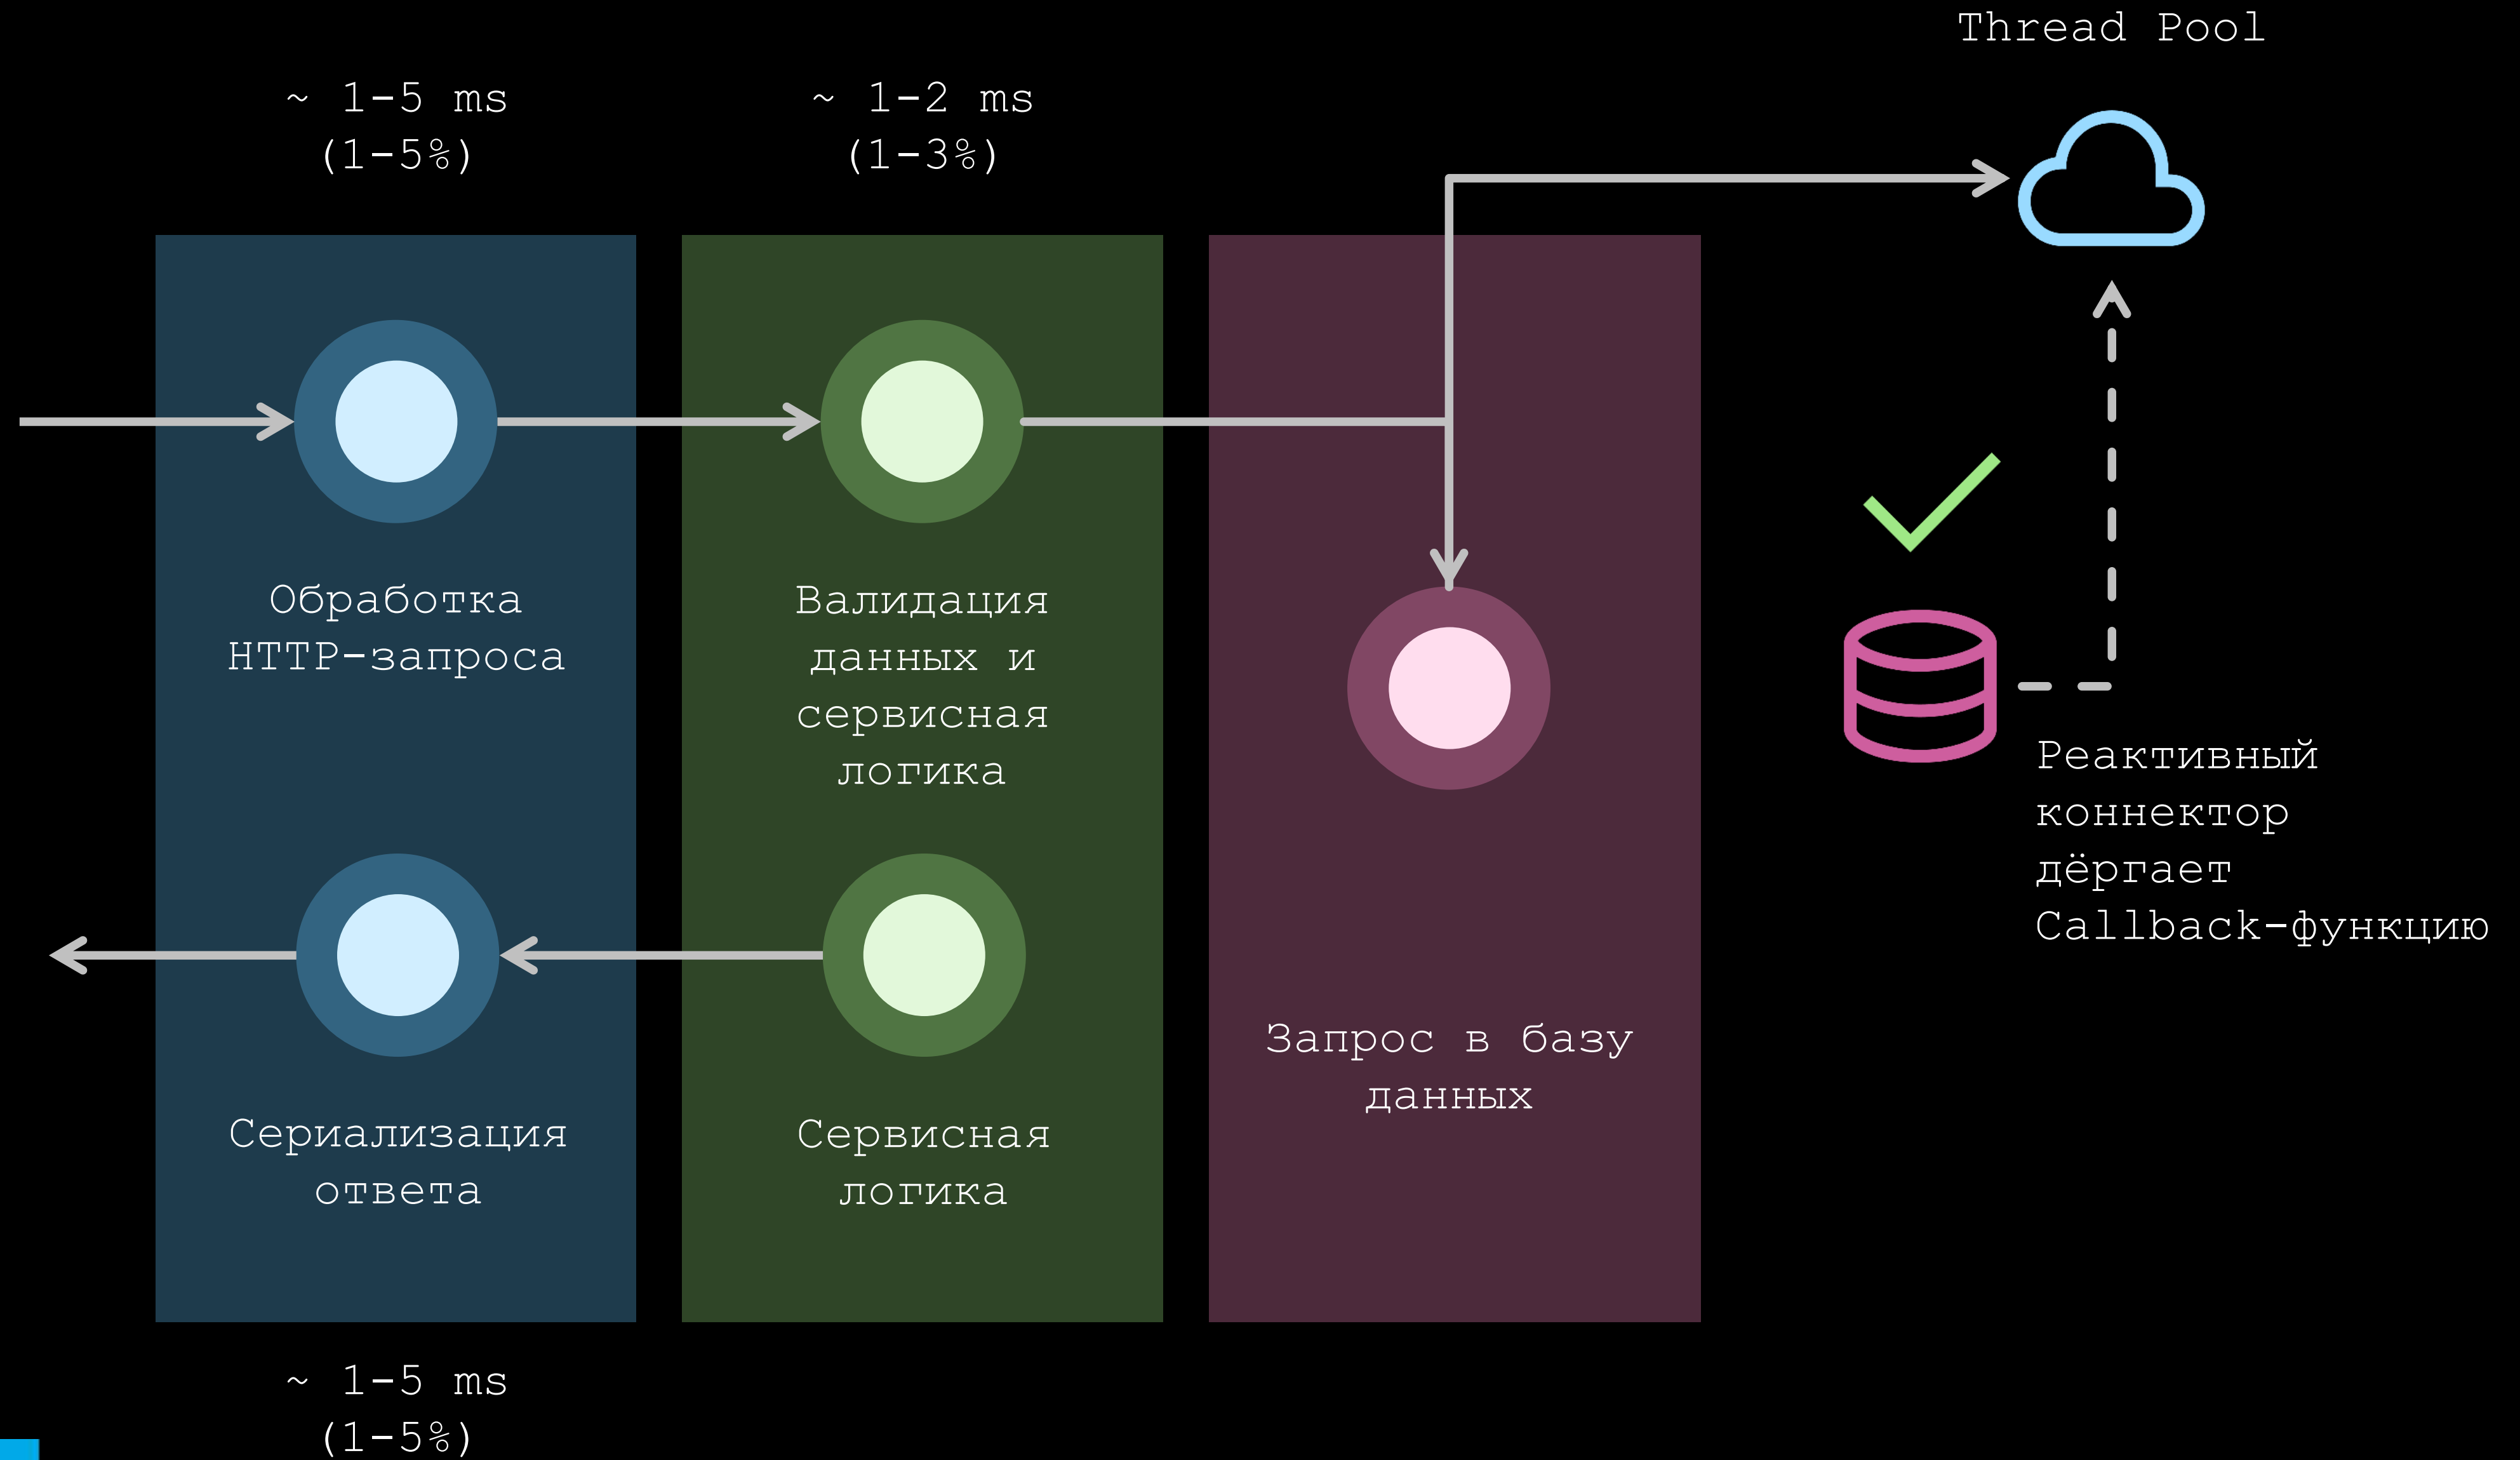 Thread Pool
~ 1-5 ms
(1-5%)
~ 1-2 ms
(1-3%)
Обработка
HTTP-запроса
Валидация
данных и
сервисная
логика
Реактивный
коннектор
дёргает
Callback-функцию
Запрос в базу
данных
Сериализация
ответа
Сервисная
логика
~ 1-5 ms
(1-5%)